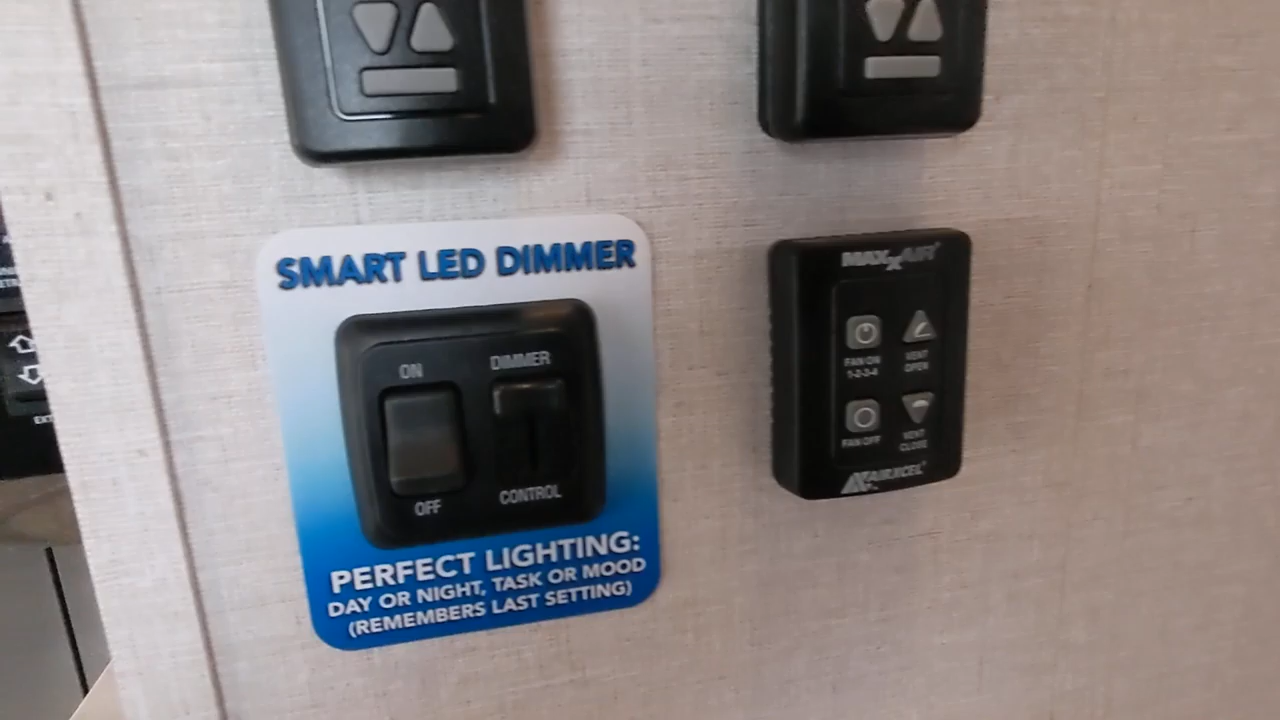 SMART LED DIMMER
ON
DIMMER
OFF
CONTROL
PERFECT LIGHTING:
DAY OR NIGHT, TASK OR MOOD
(REMEMBERS LAST SETTING)
MAXXAIR
FAN ON
1-2-3-4
VENT
OPEN
FAN OFF
VENT
CLOSE
AIRXCEL